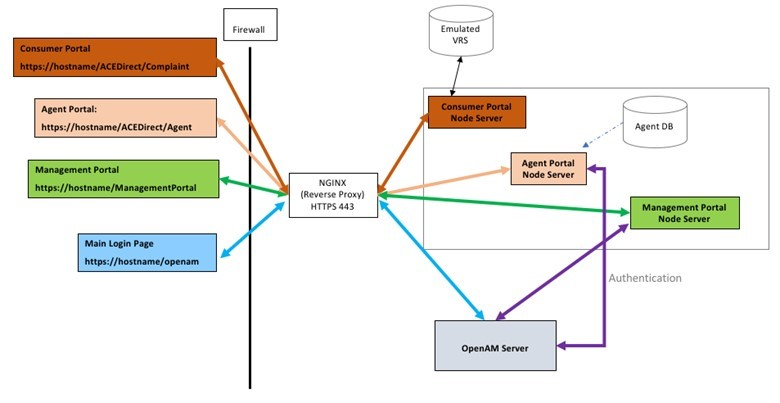 Firewall
Emulated
VRS
Consumer Portal
https://hostname/ACEDirect/Complaint
Agent Portal:
https://hostname/ACEDirect/Agent
Management Portal
https://hostname/ManagementPortal
Main Login Page
https://hostname/openam
NGINX
(Reverse Proxy)
HTTPS 443
Consumer Portal
Node Server
Agent DB
Agent Portal
Node Server
Management Portal
Node Server
Authentication
OpenAM Server